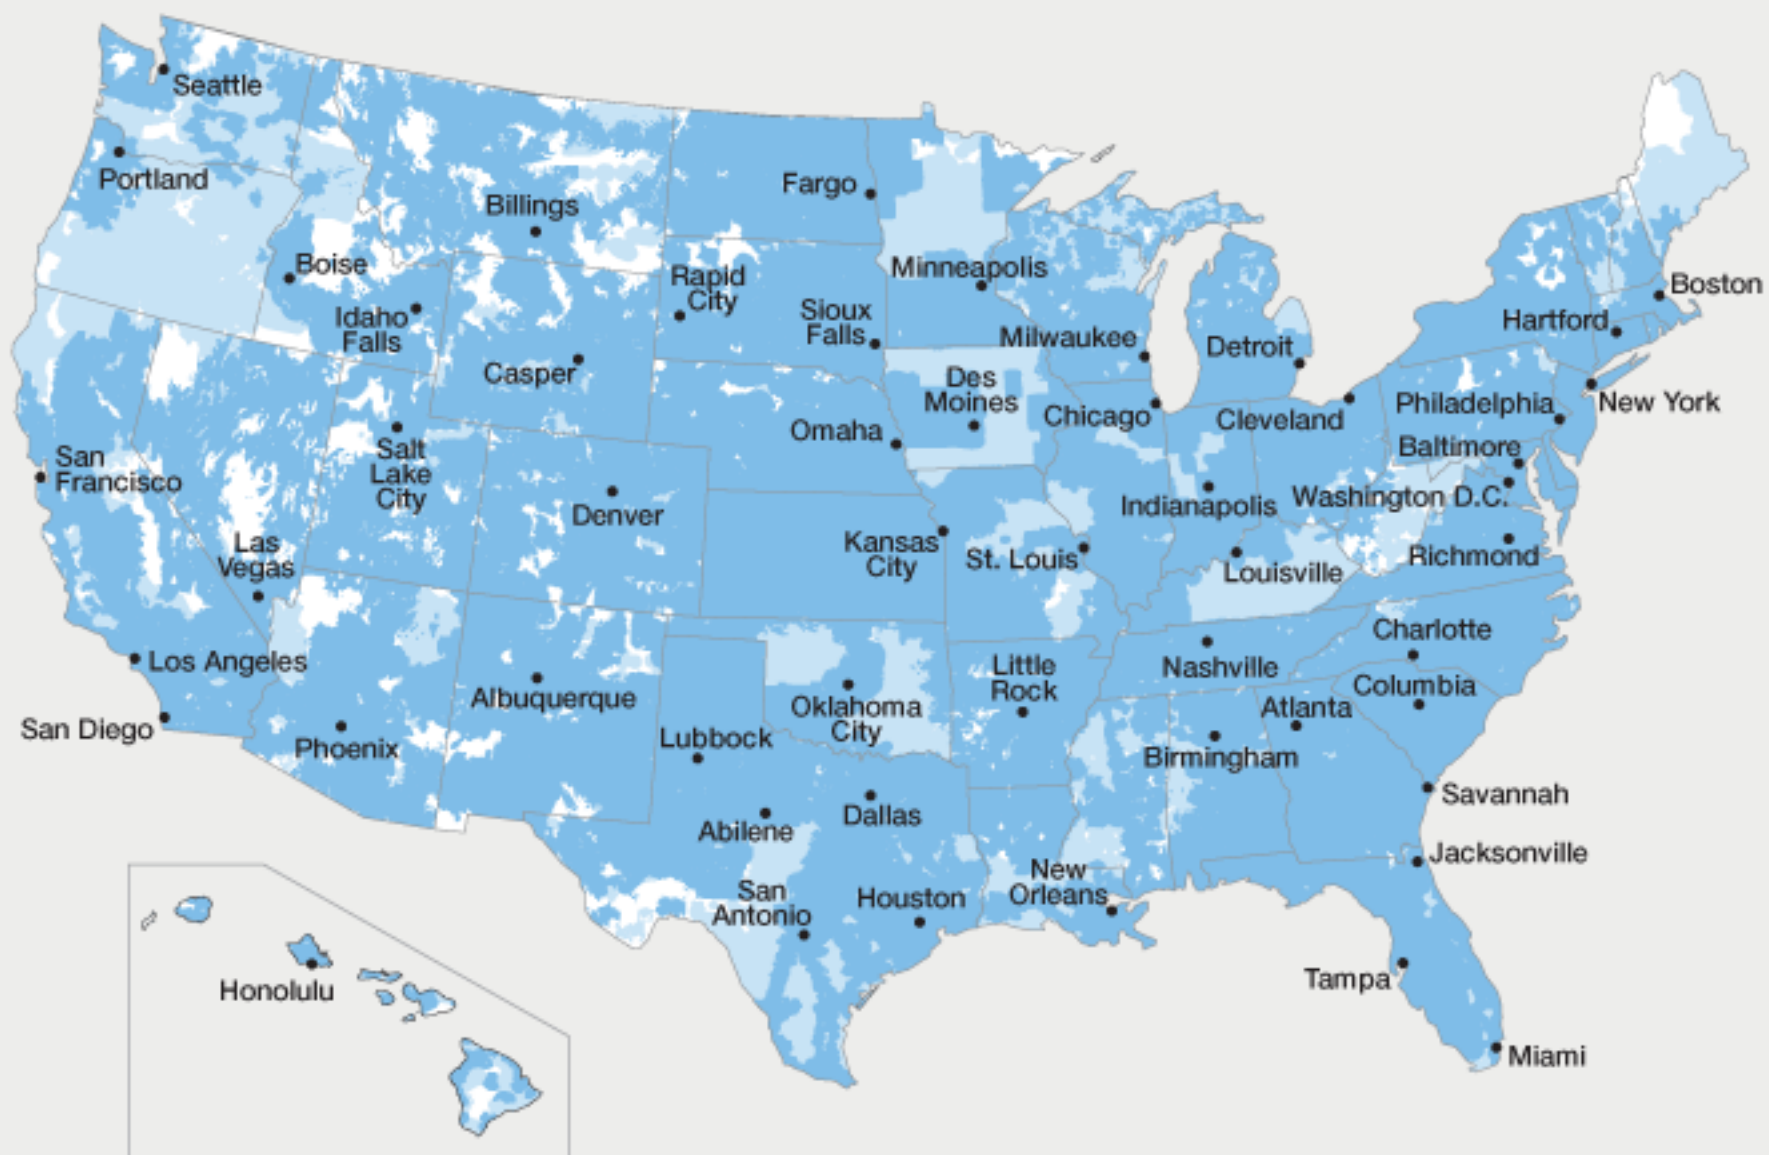 Seattle
Portland
Billings
Fargo
Boise
Minneapolis
Rapid
City
Boston
Idaho
Falls
Sioux
Falls
Milwaukee
Detroit
Hartford
Casper
Des
Moines
Chicago
Cleveland
Philadelphia
New York
Omaha
Baltimore
San
Francisco
Salt
Lake
City
Denver
Indianapolis
Washington D.C.
Las
Vegas
Kansas
City
St. Louis
Louisville
Richmond
Los Angeles
Albuquerque
Oklahoma
City
Little
Rock
Nashville
Charlotte
Columbia
San Diego
Phoenix
Lubbock
Birmingham
Atlanta
Abilene
Dallas
Savannah
Jacksonville
San
Antonio
Houston
New
Orleans
Honolulu
Tampa
Miami